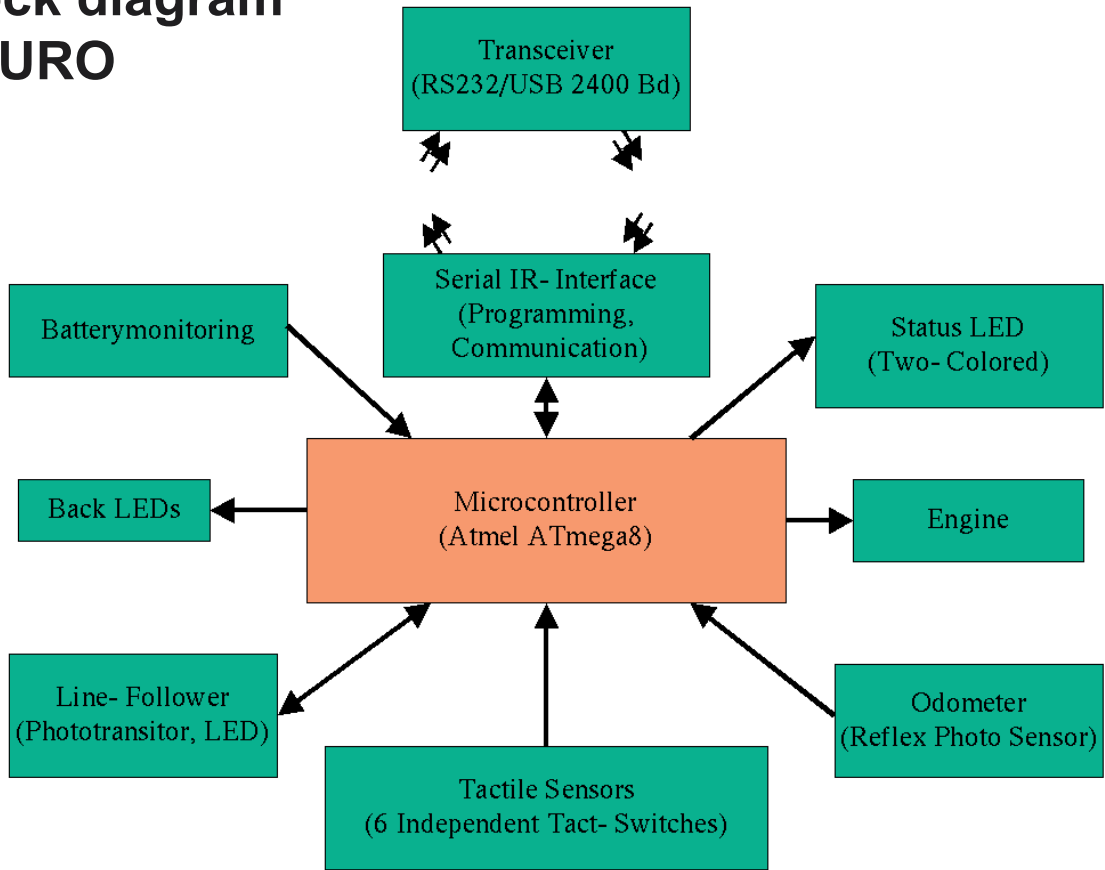 ck diagram
URO
Transceiver
(RS232/USB 2400 Bd)
Serial IR- Interface
(Programming,
Communication)
Batterymonitoring
Status LED
(Two- Colored)
Back LEDs
Microcontroller
(Atmel ATmega8)
Engine
Line- Follower
(Phototransitor, LED)
Odometer
(Reflex Photo Sensor)
Tactile Sensors
(6 Independent Tact- Switches)